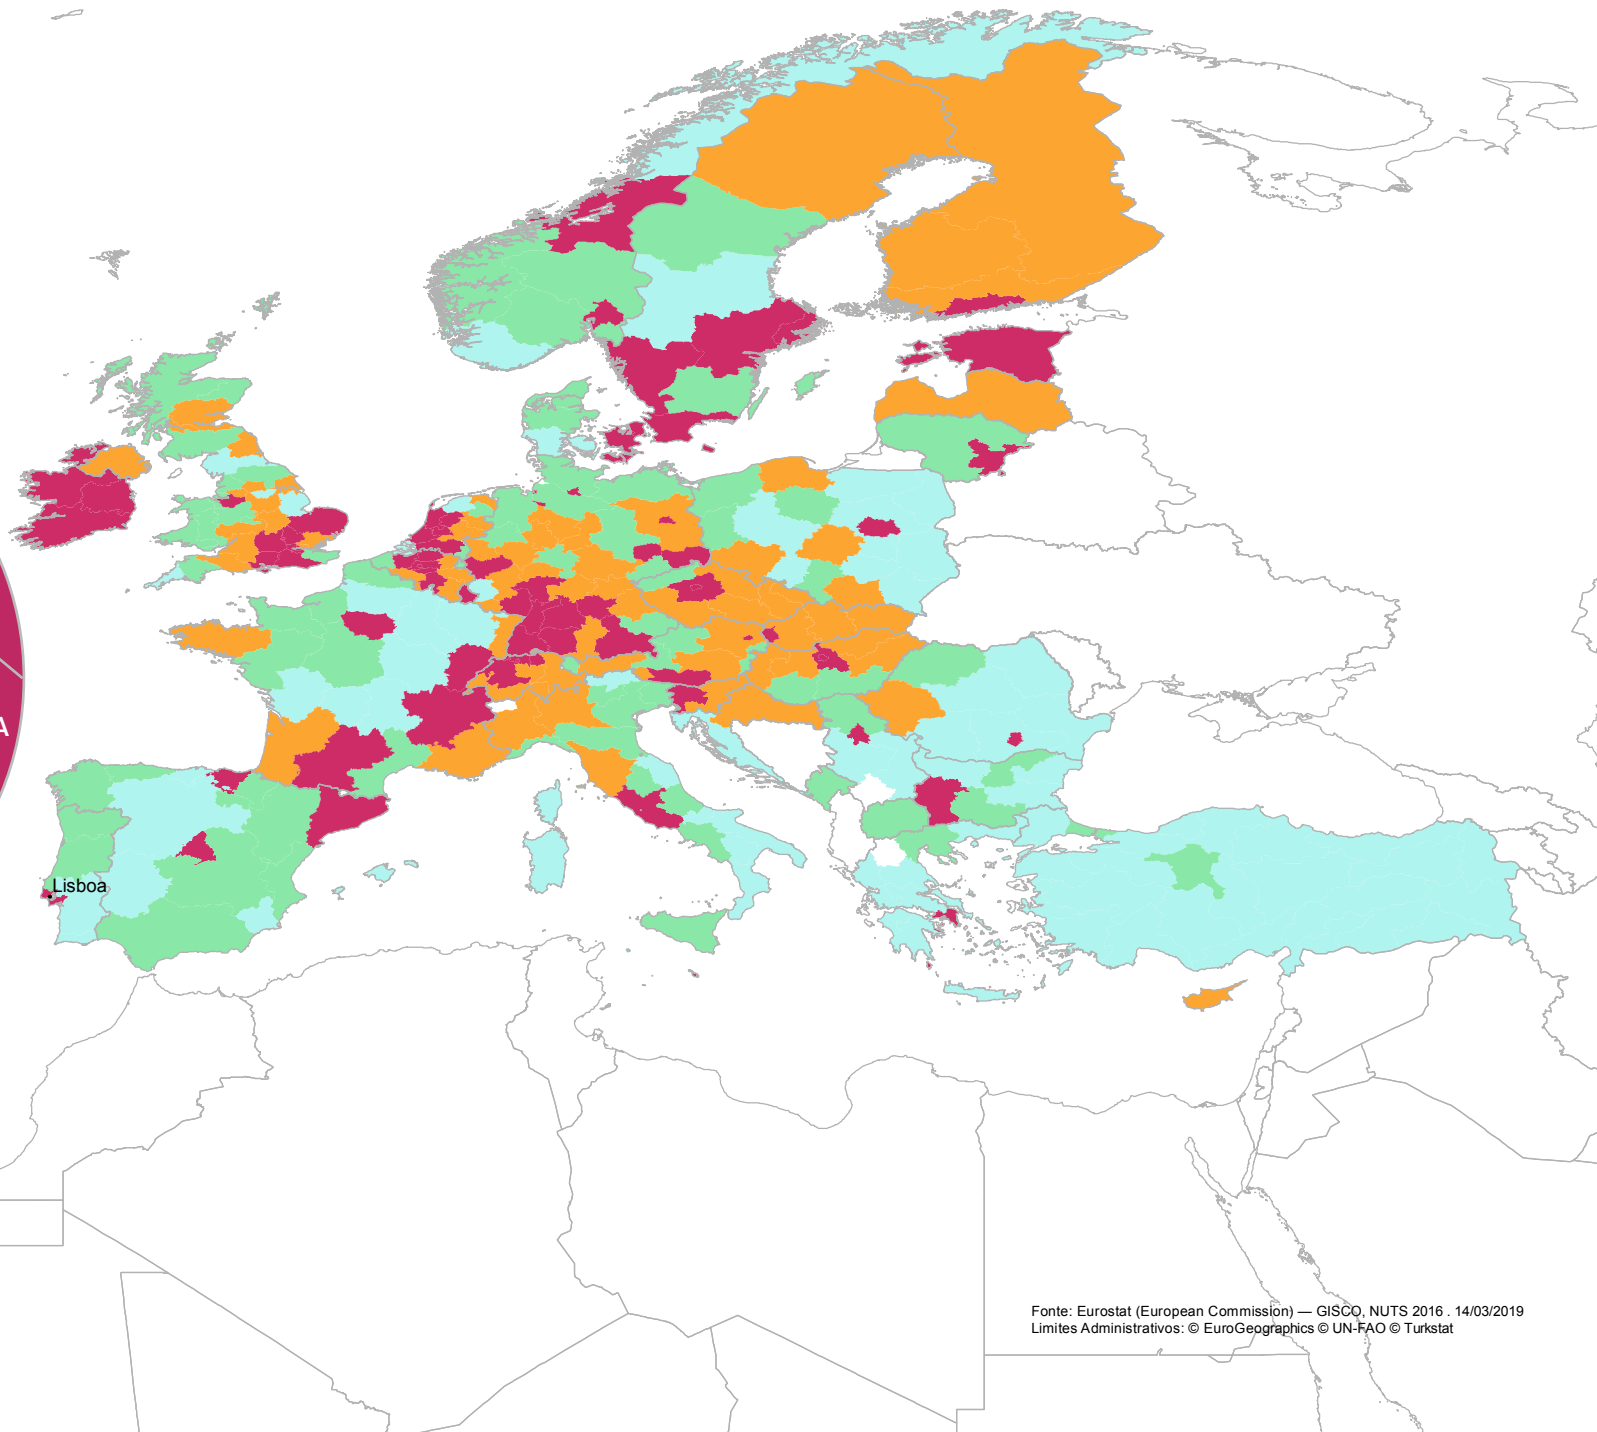 A
Lisboa
Fonte: Eurostat (European Commission) — GISCO, NUTS 2016 . 14/03/2019
Limites Administrativos: © EuroGeographics © UN-FAO © Turkstat